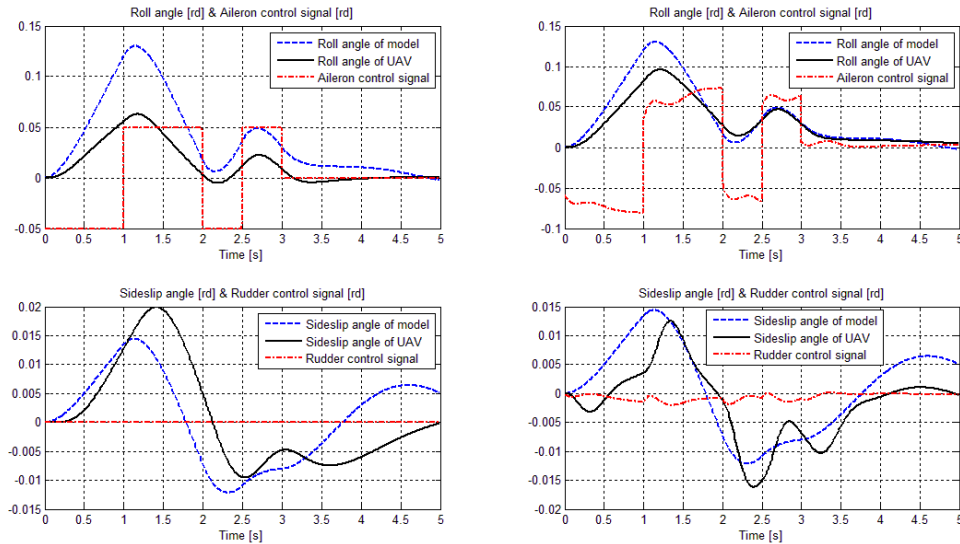 Roll angle [rd] & Aileron control signal [rd]
Roll angle of model
Roll angle of UAV
Aileron control signal
0.15
0.1
0.05
0
-0.05
0 0.5 1 1.5 2 2.5 3 3.5 4 4.5 5
Time [s]
Roll angle [rd] & Aileron control signal [rd]
Roll angle of model
Roll angle of UAV
Aileron control signal
0.15
0.1
0.05
0
-0.05
-0.1
0 0.5 1 1.5 2 2.5 3 3.5 4 4.5 5
Time [s]
Sideslip angle [rd] & Rudder control signal [rd]
Sideslip angle of model
Sideslip angle of UAV
Rudder control signal
0.02
0.015
0.01
0.005
0
-0.005
-0.01
-0.015
0 0.5 1 1.5 2 2.5 3 3.5 4 4.5 5
Time [s]
Sideslip angle [rd] & Rudder control signal [rd]
Sideslip angle of model
Sideslip angle of UAV
Rudder control signal
0.015
0.01
0.005
0
-0.005
-0.01
-0.015
-0.02
0 0.5 1 1.5 2 2.5 3 3.5 4 4.5 5
Time [s]